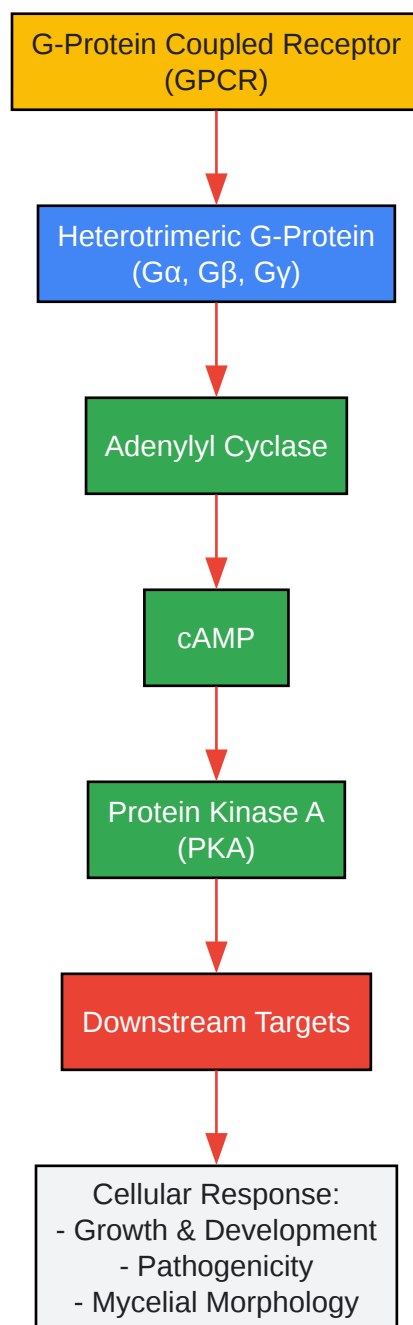 G-Protein Coupled Receptor
(GPCR)
Heterotrimeric G-Protein
(Gα, Gβ, Gγ)
Adenylyl Cyclase
cAMP
Protein Kinase A
(PKA)
Downstream Targets
Cellular Response:
- Growth & Development
- Pathogenicity
- Mycelial Morphology